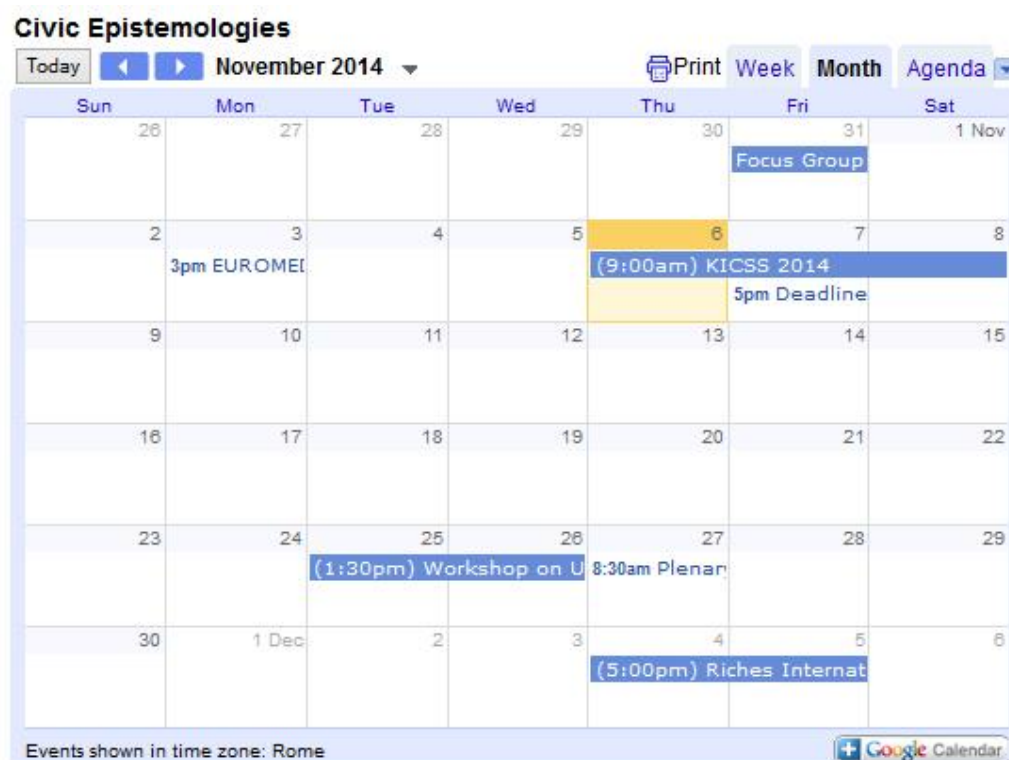 Civic Epistemologies
Today November 2014 Print Week Month Agenda
Sun Mon Tue Wed Thu Fri Sat
26 27 28 29 30 31 1 Nov
Focus Group
2 3 4 5 6 7 8
3pm EUROMED (9:00am) KICSS 2014
5pm Deadline
9 10 11 12 13 14 15
16 17 18 19 20 21 22
23 24 25 26 27 28 29
(1:30pm) Workshop on U 8:30am Plenar
30 1 Dec 2 3 4 5 6
(5:00pm) Riches Internat
Events shown in time zone: Rome
Google Calendar